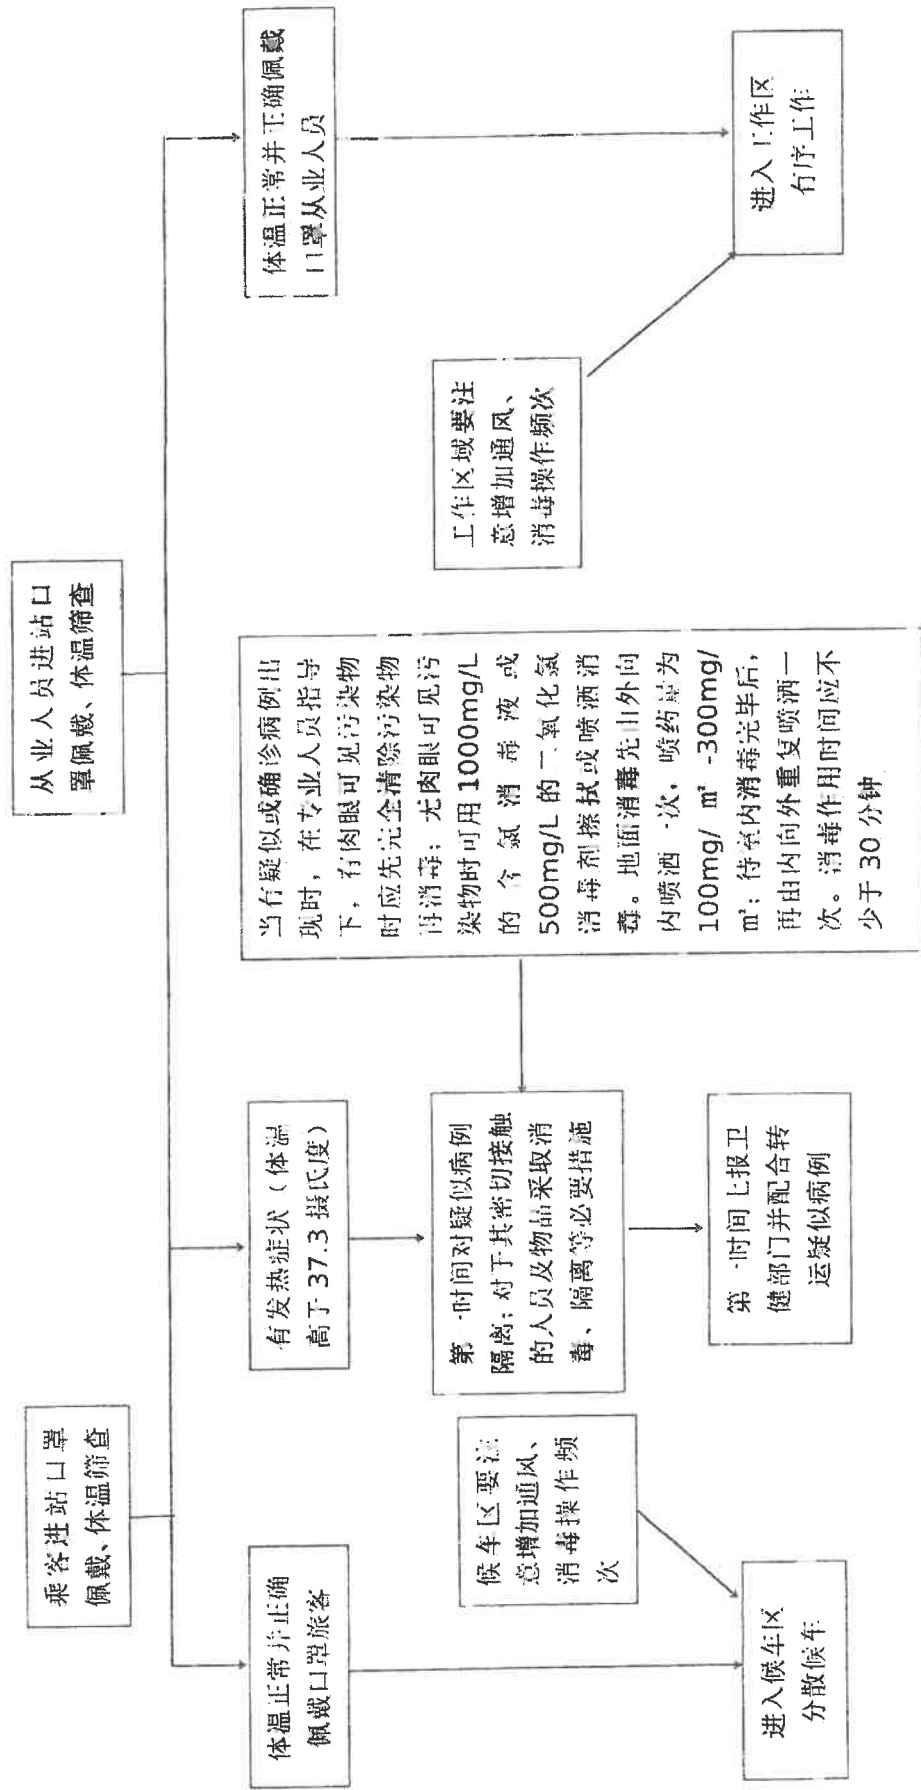 乘客进站口罩
佩戴、体温筛查
从业人员进站口
罩佩戴、体温筛查
体温正常并正确
佩戴口罩旅客
有发热症状（体温
高于 37.3 摄氏度）
体温正常并正确佩戴
口罩从业人员
当有疑似或确诊病例出
现时，在专业人员指导
下，有肉眼可见污染物
时应先完全清除污染物
再消毒；无肉眼可见污
染物时可用 1000mg/L
的含氯消毒液或
500mg/L 的二氧化氯
消毒剂擦拭或喷洒消
毒。地面消毒先由外向
内喷洒一次，喷药量为
100mg/ m² -300mg/
m²；待室内消毒完毕后，
再由内向外重复喷洒一
次。消毒作用时间应不
少于 30 分钟
候车区要注
意增加通风、
消毒操作频
次
第一时间对疑似病例
隔离；对于其密切接触
的人员及物品采取消
毒、隔离等必要措施
工作区域要注
意增加通风、
消毒操作频次
进入候车区
分散候车
第一时间上报卫
健部门并配合转
运疑似病例
进入工作区
有序工作